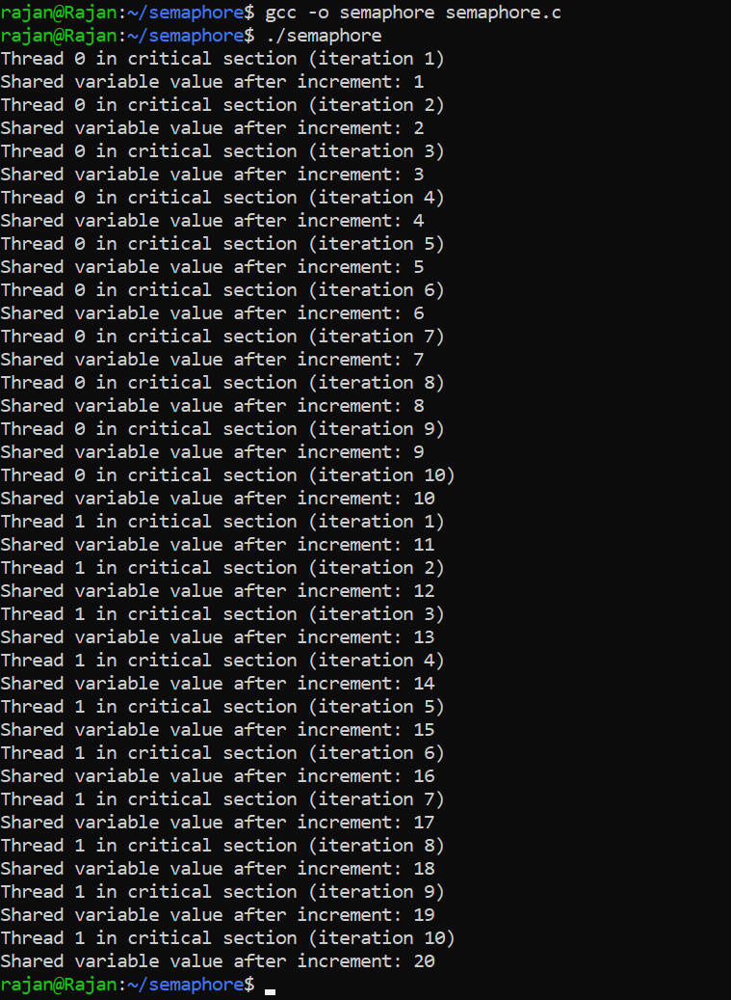 rajan@Rajan:~/semaphore$ gcc -o semaphore semaphore.c
rajan@Rajan:~/semaphore$ ./semaphore
Thread 0 in critical section (iteration 1)
Shared variable value after increment: 1
Thread 0 in critical section (iteration 2)
Shared variable value after increment: 2
Thread 0 in critical section (iteration 3)
Shared variable value after increment: 3
Thread 0 in critical section (iteration 4)
Shared variable value after increment: 4
Thread 0 in critical section (iteration 5)
Shared variable value after increment: 5
Thread 0 in critical section (iteration 6)
Shared variable value after increment: 6
Thread 0 in critical section (iteration 7)
Shared variable value after increment: 7
Thread 0 in critical section (iteration 8)
Shared variable value after increment: 8
Thread 0 in critical section (iteration 9)
Shared variable value after increment: 9
Thread 0 in critical section (iteration 10)
Shared variable value after increment: 10
Thread 1 in critical section (iteration 1)
Shared variable value after increment: 11
Thread 1 in critical section (iteration 2)
Shared variable value after increment: 12
Thread 1 in critical section (iteration 3)
Shared variable value after increment: 13
Thread 1 in critical section (iteration 4)
Shared variable value after increment: 14
Thread 1 in critical section (iteration 5)
Shared variable value after increment: 15
Thread 1 in critical section (iteration 6)
Shared variable value after increment: 16
Thread 1 in critical section (iteration 7)
Shared variable value after increment: 17
Thread 1 in critical section (iteration 8)
Shared variable value after increment: 18
Thread 1 in critical section (iteration 9)
Shared variable value after increment: 19
Thread 1 in critical section (iteration 10)
Shared variable value after increment: 20
rajan@Rajan:~/semaphore$